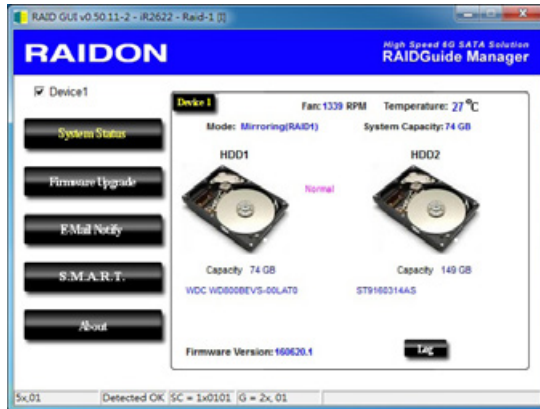 RAID GUI v0.50.11-2 - iR2622 - Raid-1 []
RAIDON
High Speed 6G SATA Solution
RAIDGuide Manager
Device1
Device 1
Fan: 1339 RPM Temperature: 27 °C
System Status
Mode: Mirroring(RAID1) System Capacity: 74 GB
HDD1 HDD2
Firmware Upgrade
Normal
E-Mail Notify
S.M.A.R.T.
Capacity 74 GB Capacity 149 GB
WDC WD800BEVS-00LAT0 ST9160314AS
About
Firmware Version: 160620.1 Log
5x,01 Detected OK SC = 1x0101 G = 2x, 01